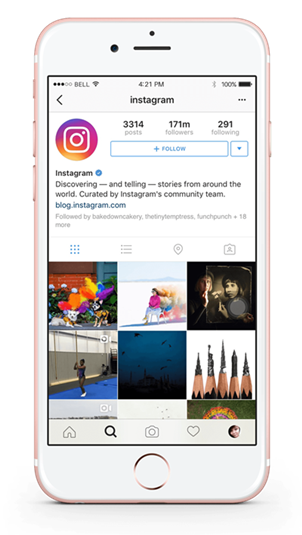 BELL 4:21 PM 100%
instagram
3314 171m 291
posts followers following
+ FOLLOW
Instagram
Discovering — and telling — stories from around the
world. Curated by Instagram's community team.
blog.instagram.com
Followed by bakedowncakery, thetinytemptress, funchpunch + 18
more